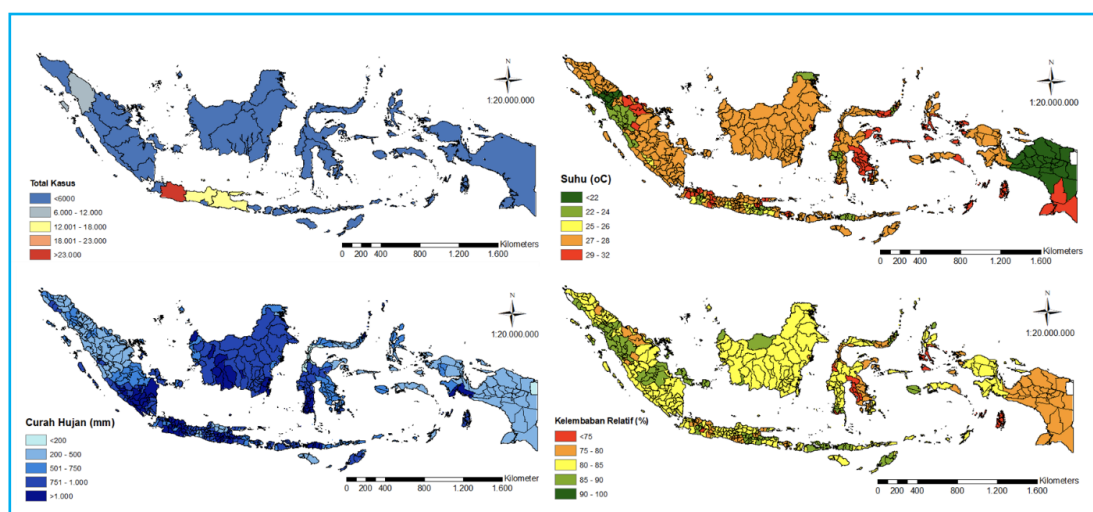 N
1:20.000.000
Total Kasus
<6000
6.000 - 12.000
12.001 - 18.000
18.001 - 23.000
>23.000
Kilometers
0 200 400 800 1.200 1.600
N
1:20.000.000
Suhu (oC)
<22
22 - 24
25 - 26
27 - 28
29 - 32
Kilometers
0 200 400 800 1.200 1.600
N
1:20.000.000
Curah Hujan (mm)
<200
200 - 500
501 - 750
751 - 1.000
>1.000
Kilometers
0 200 400 800 1.200 1.600
N
1:20.000.000
Kelembaban Relatif (%)
<75
75 - 80
80 - 85
85 - 90
90 - 100
Kilometers
0 200 400 800 1.200 1.600